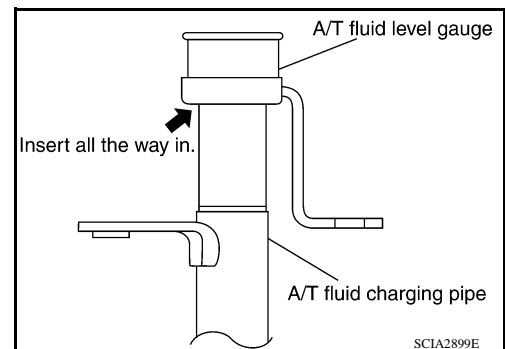 A/T fluid level gauge
Insert all the way in.
A/T fluid charging pipe
SCIA2899E